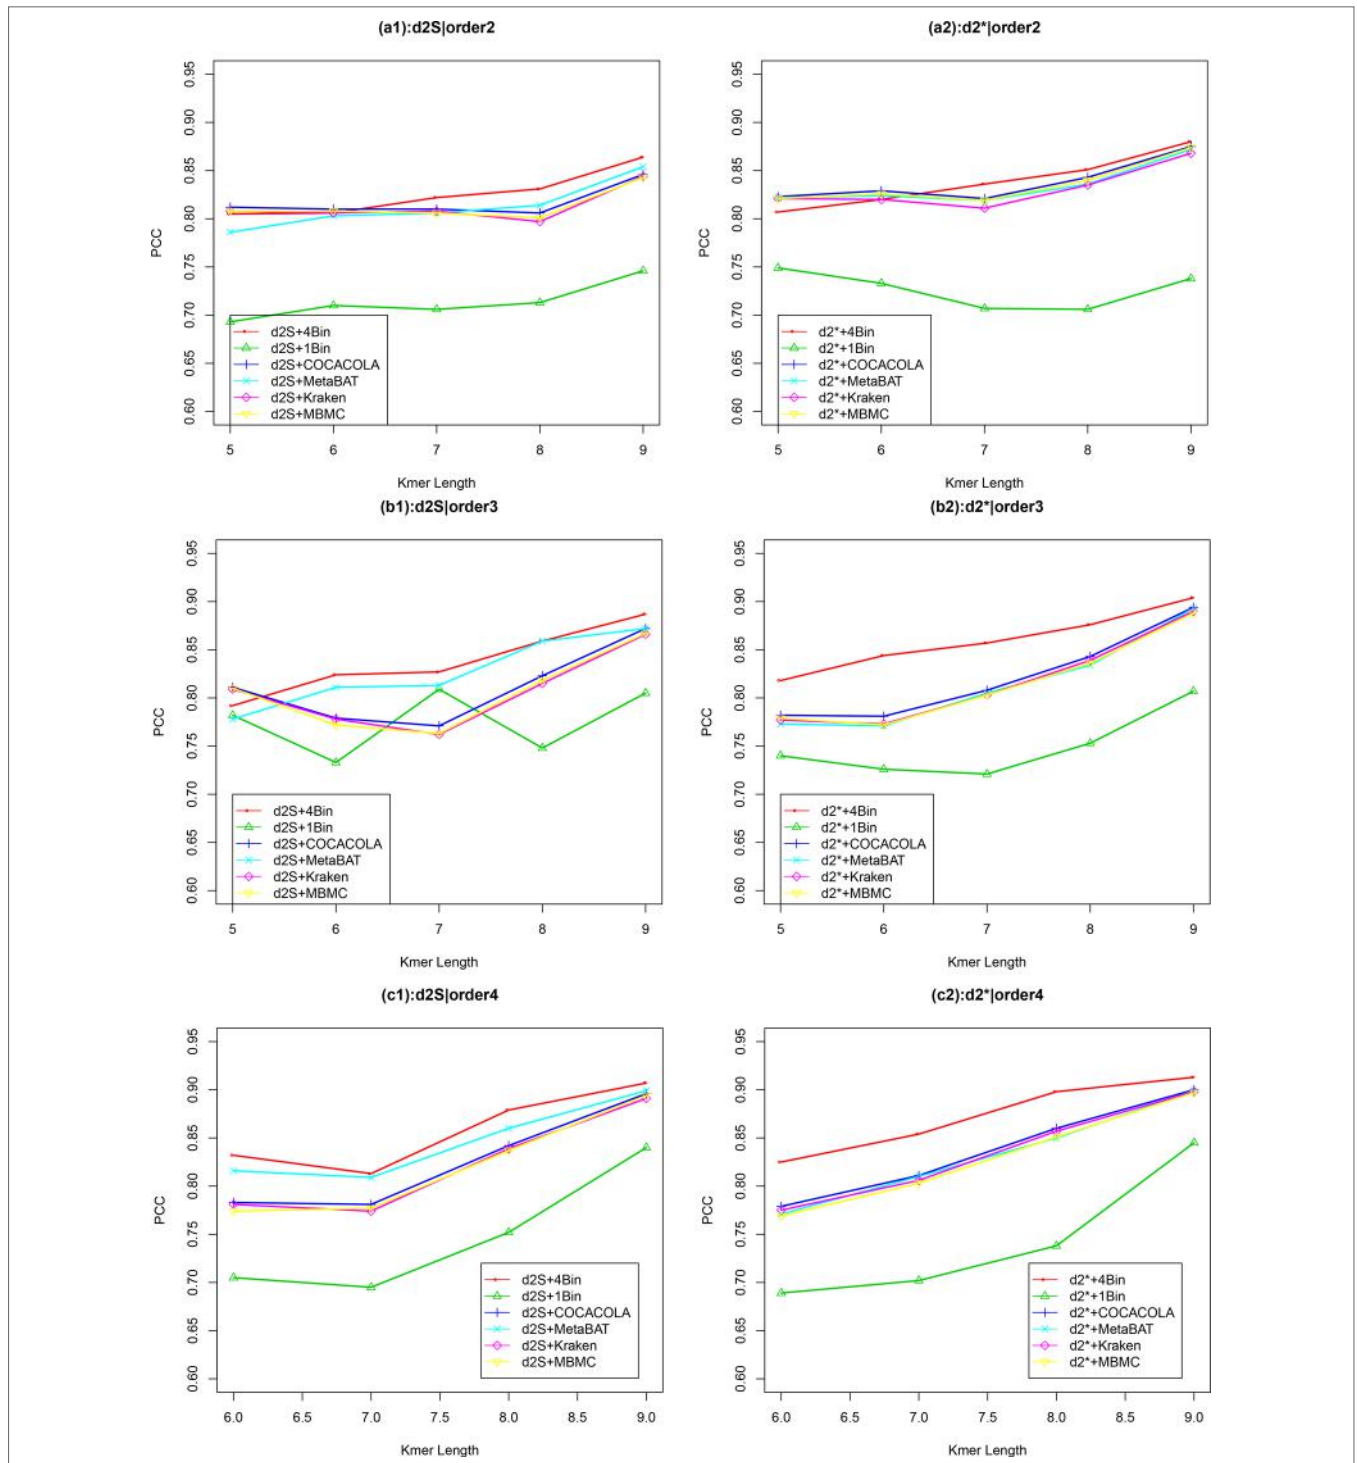 (a1):d2S|order2
PCC
0.95
0.90
0.85
0.80
0.75
0.70
0.65
0.60
d2S+4Bin
d2S+1Bin
d2S+COCACOLA
d2S+MetaBAT
d2S+Kraken
d2S+MBMC
5 6 7 8 9
Kmer Length
(a2):d2*|order2
PCC
0.95
0.90
0.85
0.80
0.75
0.70
0.65
0.60
d2*+4Bin
d2*+1Bin
d2*+COCACOLA
d2*+MetaBAT
d2*+Kraken
d2*+MBMC
5 6 7 8 9
Kmer Length
(b1):d2S|order3
PCC
0.95
0.90
0.85
0.80
0.75
0.70
0.65
0.60
d2S+4Bin
d2S+1Bin
d2S+COCACOLA
d2S+MetaBAT
d2S+Kraken
d2S+MBMC
5 6 7 8 9
Kmer Length
(b2):d2*|order3
PCC
0.95
0.90
0.85
0.80
0.75
0.70
0.65
0.60
d2*+4Bin
d2*+1Bin
d2*+COCACOLA
d2*+MetaBAT
d2*+Kraken
d2*+MBMC
5 6 7 8 9
Kmer Length
(c1):d2S|order4
PCC
0.95
0.90
0.85
0.80
0.75
0.70
0.65
0.60
d2S+4Bin
d2S+1Bin
d2S+COCACOLA
d2S+MetaBAT
d2S+Kraken
d2S+MBMC
6.0 6.5 7.0 7.5 8.0 8.5 9.0
Kmer Length
(c2):d2*|order4
PCC
0.95
0.90
0.85
0.80
0.75
0.70
0.65
0.60
d2*+4Bin
d2*+1Bin
d2*+COCACOLA
d2*+MetaBAT
d2*+Kraken
d2*+MBMC
6.0 6.5 7.0 7.5 8.0 8.5 9.0
Kmer Length